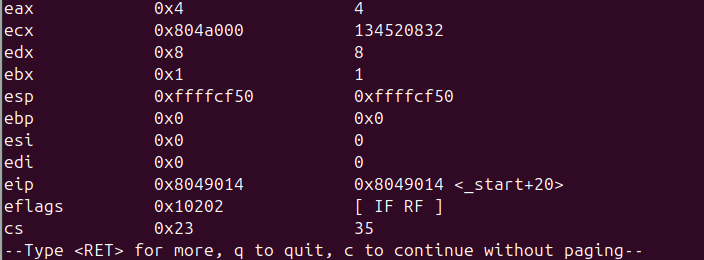 eax 0x4 4
ecx 0x804a000 134520832
edx 0x8 8
ebx 0x1 1
esp 0xffffcf50 0xffffcf50
ebp 0x0 0x0
esi 0x0 0
edi 0x0 0
eip 0x8049014 0x8049014 <_start+20>
eflags 0x10202 [ IF RF ]
cs 0x23 35
--Type <RET> for more, q to quit, c to continue without paging--